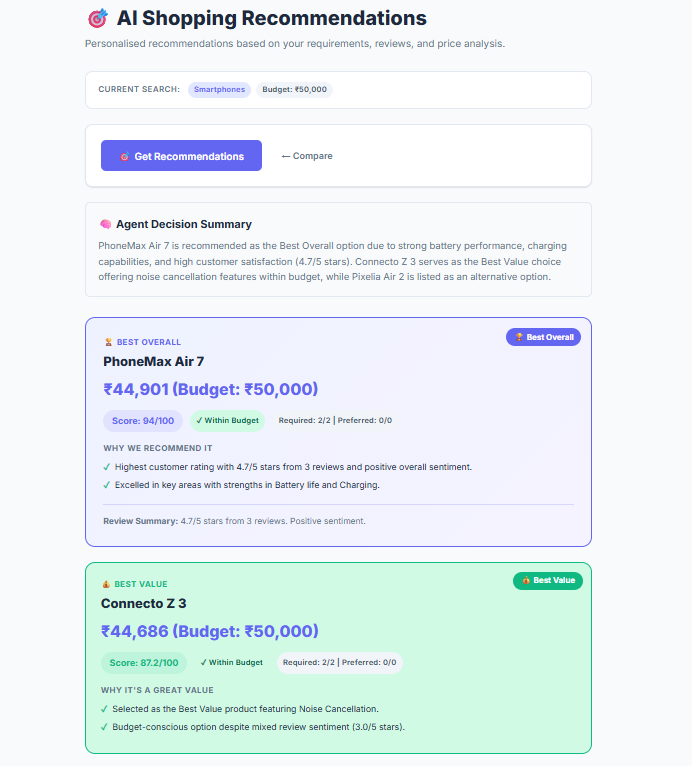 🎯 AI Shopping Recommendations
Personalised recommendations based on your requirements, reviews, and price analysis.
CURRENT SEARCH: Smartphones Budget: ₹50,000
🎯 Get Recommendations ← Compare
🧠 Agent Decision Summary
PhoneMax Air 7 is recommended as the Best Overall option due to strong battery performance, charging
capabilities, and high customer satisfaction (4.7/5 stars). Connecto Z 3 serves as the Best Value choice
offering noise cancellation features within budget, while Pixelia Air 2 is listed as an alternative option.
🏆 BEST OVERALL
🏆 Best Overall
PhoneMax Air 7
₹44,901 (Budget: ₹50,000)
Score: 94/100 ✓ Within Budget Required: 2/2 | Preferred: 0/0
WHY WE RECOMMEND IT
✓ Highest customer rating with 4.7/5 stars from 3 reviews and positive overall sentiment.
✓ Excelled in key areas with strengths in Battery life and Charging.
Review Summary: 4.7/5 stars from 3 reviews. Positive sentiment.
💰 BEST VALUE
💰 Best Value
Connecto Z 3
₹44,686 (Budget: ₹50,000)
Score: 87.2/100 ✓ Within Budget Required: 2/2 | Preferred: 0/0
WHY IT'S A GREAT VALUE
✓ Selected as the Best Value product featuring Noise Cancellation.
✓ Budget-conscious option despite mixed review sentiment (3.0/5 stars).